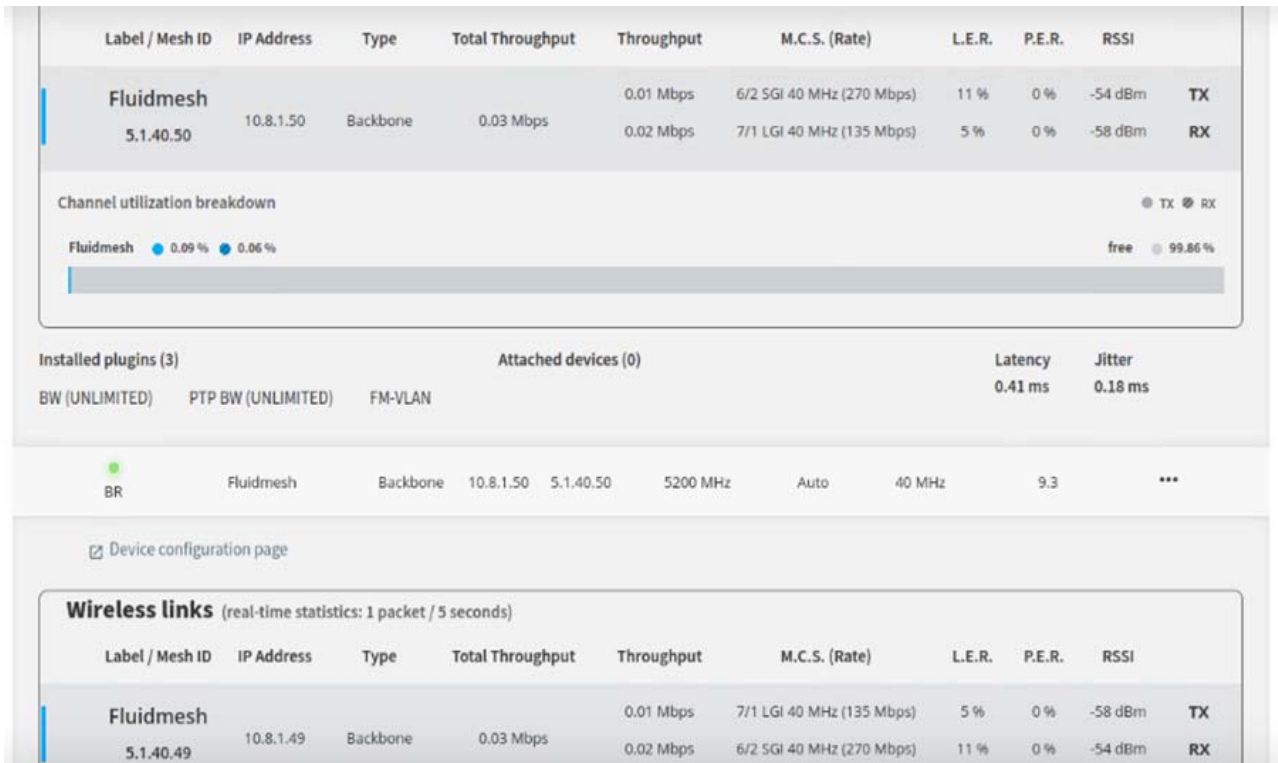 Label / Mesh ID IP Address Type Total Throughput Throughput M.C.S. (Rate) L.E.R. P.E.R. RSSI
Fluidmesh 0.01 Mbps 6/2 SGI 40 MHz (270 Mbps) 11 % 0 % -54 dBm TX
10.8.1.50 Backbone 0.03 Mbps
5.1.40.50 0.02 Mbps 7/1 LGI 40 MHz (135 Mbps) 5 % 0 % -58 dBm RX
Channel utilization breakdown TX RX
Fluidmesh 0.09 % 0.06 % free 99.86 %
Installed plugins (3) Attached devices (0) Latency Jitter
BW (UNLIMITED) PTP BW (UNLIMITED) FM-VLAN 0.41 ms 0.18 ms
BR Fluidmesh Backbone 10.8.1.50 5.1.40.50 5200 MHz Auto 40 MHz 9.3 •••
Device configuration page
Wireless links (real-time statistics: 1 packet / 5 seconds)
Label / Mesh ID IP Address Type Total Throughput Throughput M.C.S. (Rate) L.E.R. P.E.R. RSSI
Fluidmesh 0.01 Mbps 7/1 LGI 40 MHz (135 Mbps) 5 % 0 % -58 dBm TX
10.8.1.49 Backbone 0.03 Mbps
5.1.40.49 0.02 Mbps 6/2 SGI 40 MHz (270 Mbps) 11 % 0 % -54 dBm RX